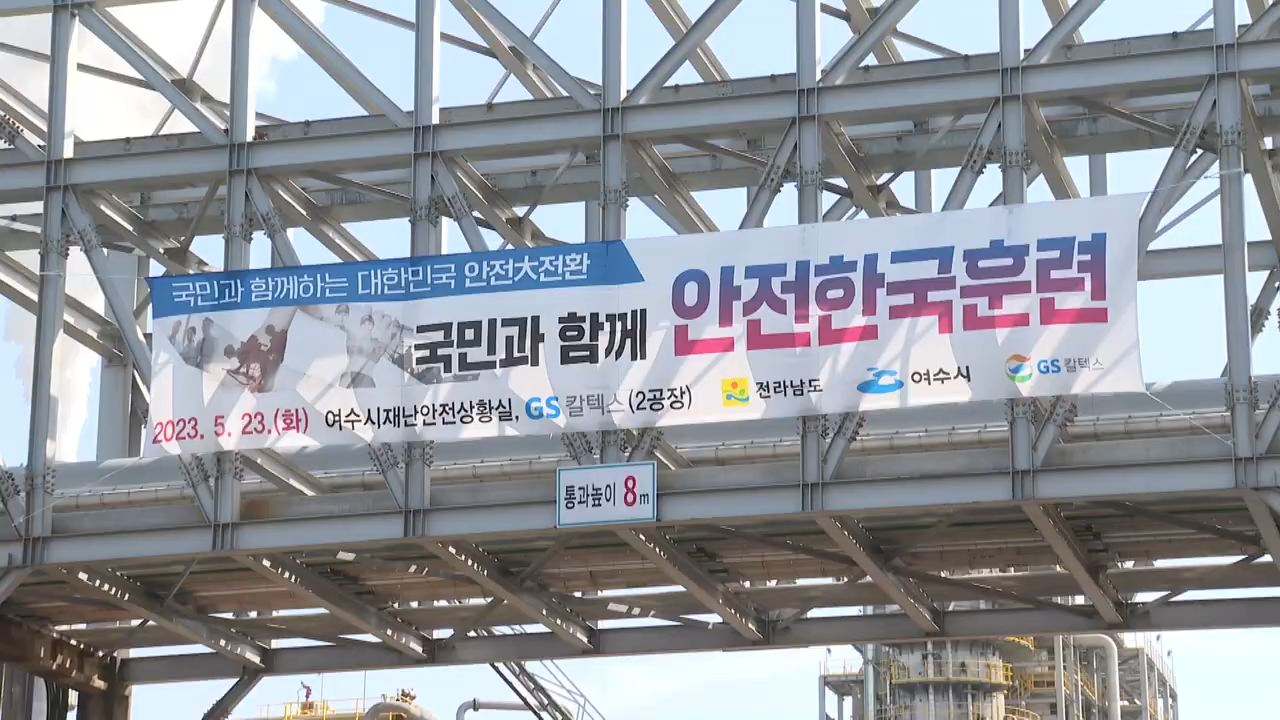 국민과 함께하는 대한민국 안전大전환
국민과 함께 안전한국훈련
2023. 5. 23.(화) 여수시재난안전상황실, GS 칼텍스 (2공장) 전라남도 여수시 GS 칼텍스
통과높이 8m